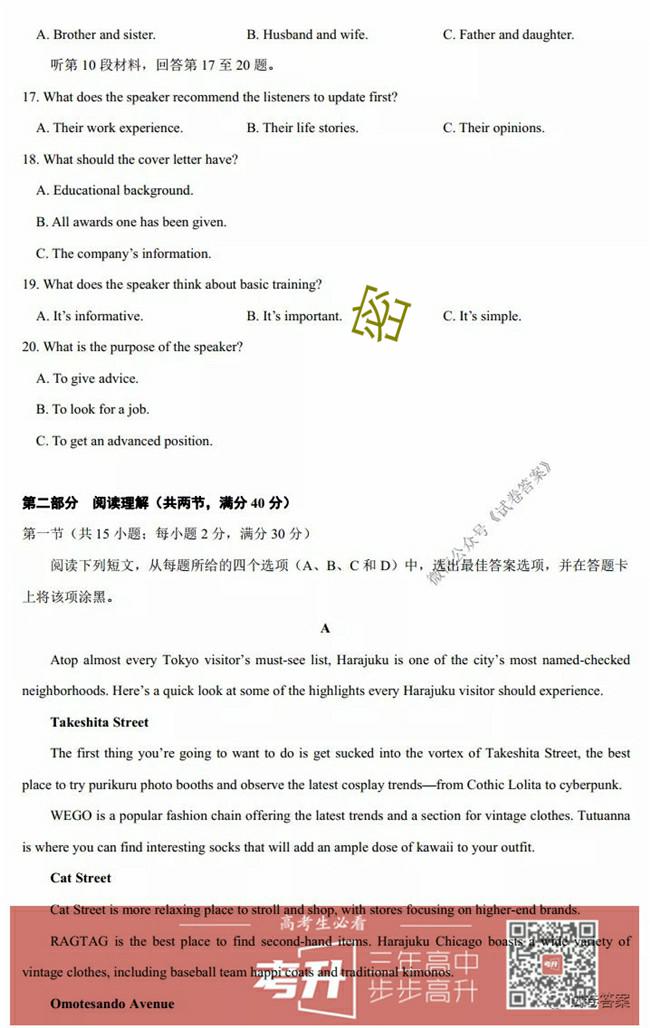 A. Brother and sister. B. Husband and wife. C. Father and daughter.
听第 10 段材料，回答第 17 至 20 题。
17. What does the speaker recommend the listeners to update first?
A. Their work experience. B. Their life stories. C. Their opinions.
18. What should the cover letter have?
A. Educational background.
B. All awards one has been given.
C. The company's information.
19. What does the speaker think about basic training?
A. It's informative. B. It's important. C. It's simple.
密
20. What is the purpose of the speaker?
A. To give advice.
B. To look for a job.
C. To get an advanced position.
微信公众号《试卷答案》
第二部分 阅读理解（共两节，满分 40 分）
第一节（共 15 小题；每小题 2 分，满分 30 分）
阅读下列短文，从每题所给的四个选项（A、B、C 和 D）中，选出最佳答案选项，并在答题卡
上将该项涂黑。
A
Atop almost every Tokyo visitor's must-see list, Harajuku is one of the city's most named-checked
neighborhoods. Here's a quick look at some of the highlights every Harajuku visitor should experience.
Takeshita Street
The first thing you're going to want to do is get sucked into the vortex of Takeshita Street, the best
place to try purikuru photo booths and observe the latest cosplay trends—from Cothic Lolita to cyberpunk.
WEGO is a popular fashion chain offering the latest trends and a section for vintage clothes. Tutuanna
is where you can find interesting socks that will add an ample dose of kawaii to your outfit.
Cat Street
Cat Street is more relaxing place to stroll and shop, with stores focusing on higher-end brands.
高考生必看
RAGTAG is the best place to find second-hand items. Harajuku Chicago boasts a wide variety of
vintage clothes, including baseball team happi coats and traditional kimonos.
考升
三年高中
步步高升
考升
Omotesando Avenue
试卷答案